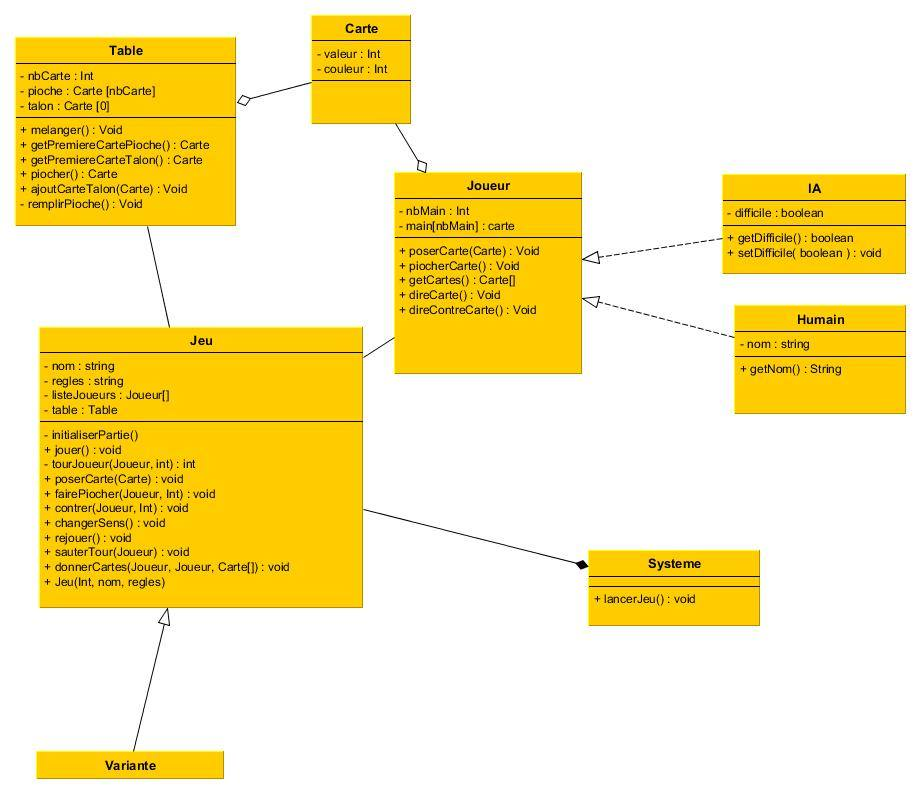 Carte
- valeur : Int
- couleur : Int
Table
- nbCarte : Int
- pioche : Carte [nbCarte]
- talon : Carte [0]
+ melanger() : Void
+ getPremiereCartePioche() : Carte
+ getPremiereCarteTalon() : Carte
+ piocher() : Carte
+ ajoutCarteTalon(Carte) : Void
- remplirPioche() : Void
Joueur
- nbMain : Int
- main[nbMain] : carte
+ poserCarte(Carte) : Void
+ piocherCarte() : Void
+ getCartes() : Carte[]
+ direCarte() : Void
+ direContreCarte() : Void
IA
- difficile : boolean
+ getDifficile() : boolean
+ setDifficile( boolean ) : void
Humain
- nom : string
+ getNom() : String
Jeu
- nom : string
- regles : string
- listeJoueurs : Joueur[]
- table : Table
- initialiserPartie()
+ jouer() : void
- tourJoueur(Joueur, int) : int
+ poserCarte(Carte) : void
+ fairePiocher(Joueur, Int) : void
+ contrer(Joueur, Int) : void
+ changerSens() : void
+ rejouer() : void
+ sauterTour(Joueur) : void
+ donnerCartes(Joueur, Joueur, Carte[]) : void
+ Jeu(Int, nom, regles)
Systeme
+ lancerJeu() : void
Variante